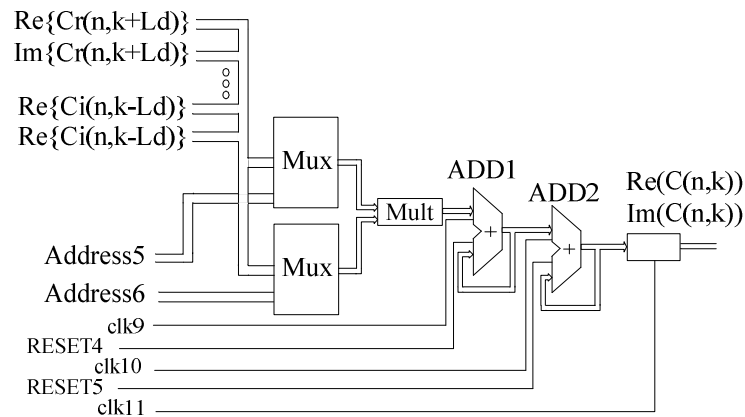 Re{Cr(n,k+Ld)}
Im{Cr(n,k+Ld)}
Re{Ci(n,k-Ld)}
Re{Ci(n,k-Ld)}
Mux
Mux
Mult
ADD1
+
ADD2
+
Re(C(n,k))
Im(C(n,k))
Address5
Address6
clk9
RESET4
clk10
RESET5
clk11